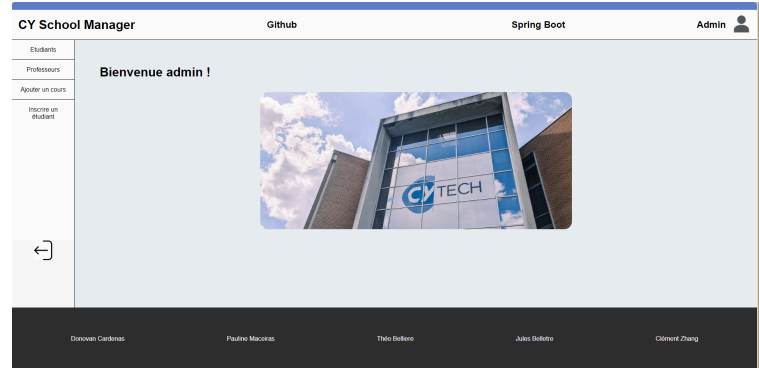 CY School Manager Github Spring Boot Admin
Etudiants
Professeurs
Ajouter un cours
Inscrire un
étudiant
Bienvenue admin !
CY TECH
Donovan Cardenas Pauline Maceiras Théo Belliere Jules Belletre Clément Zhang